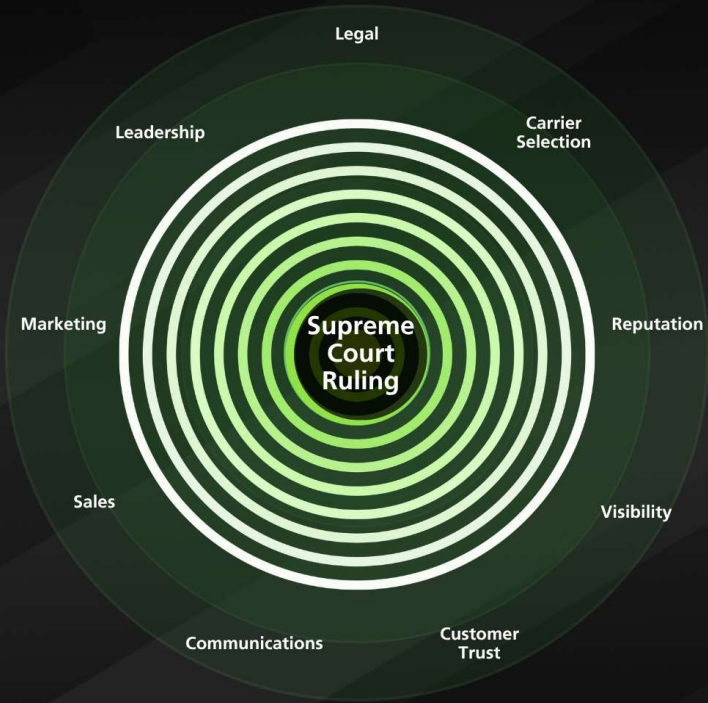 Legal
Leadership
Carrier
Selection
Marketing
Supreme
Court
Ruling
Reputation
Sales
Visibility
Communications
Customer
Trust